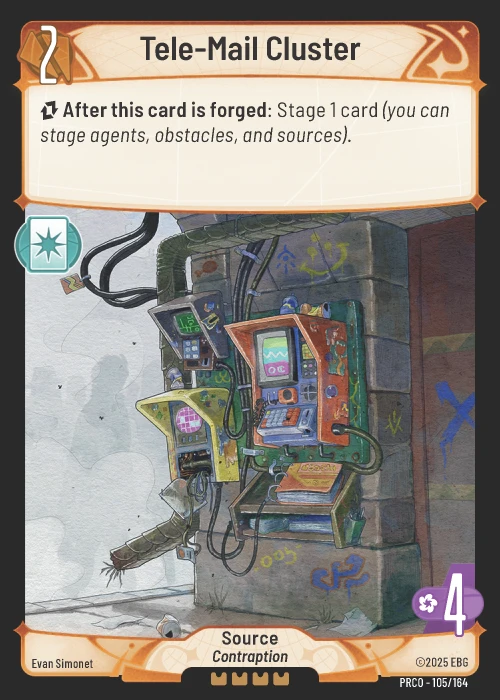 2
Tele-Mail Cluster
After this card is forged: Stage 1 card (you can
stage agents, obstacles, and sources).
4
Source
Contraption
Evan Simonet
©2025 EBG
PRCO - 105/164